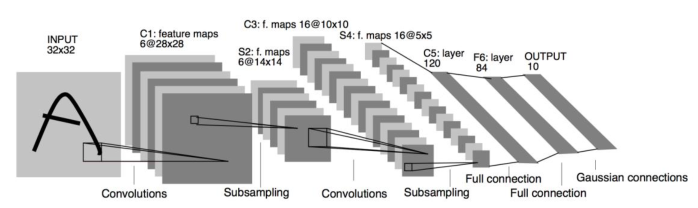 INPUT
32x32
C1: feature maps
6@28x28
C3: f. maps 16@10x10
S2: f. maps
6@14x14
S4: f. maps 16@5x5
C5: layer
120
F6: layer
84
OUTPUT
10
A
Convolutions
Subsampling
Convolutions
Subsampling
Full connection
Full connection
Gaussian connections